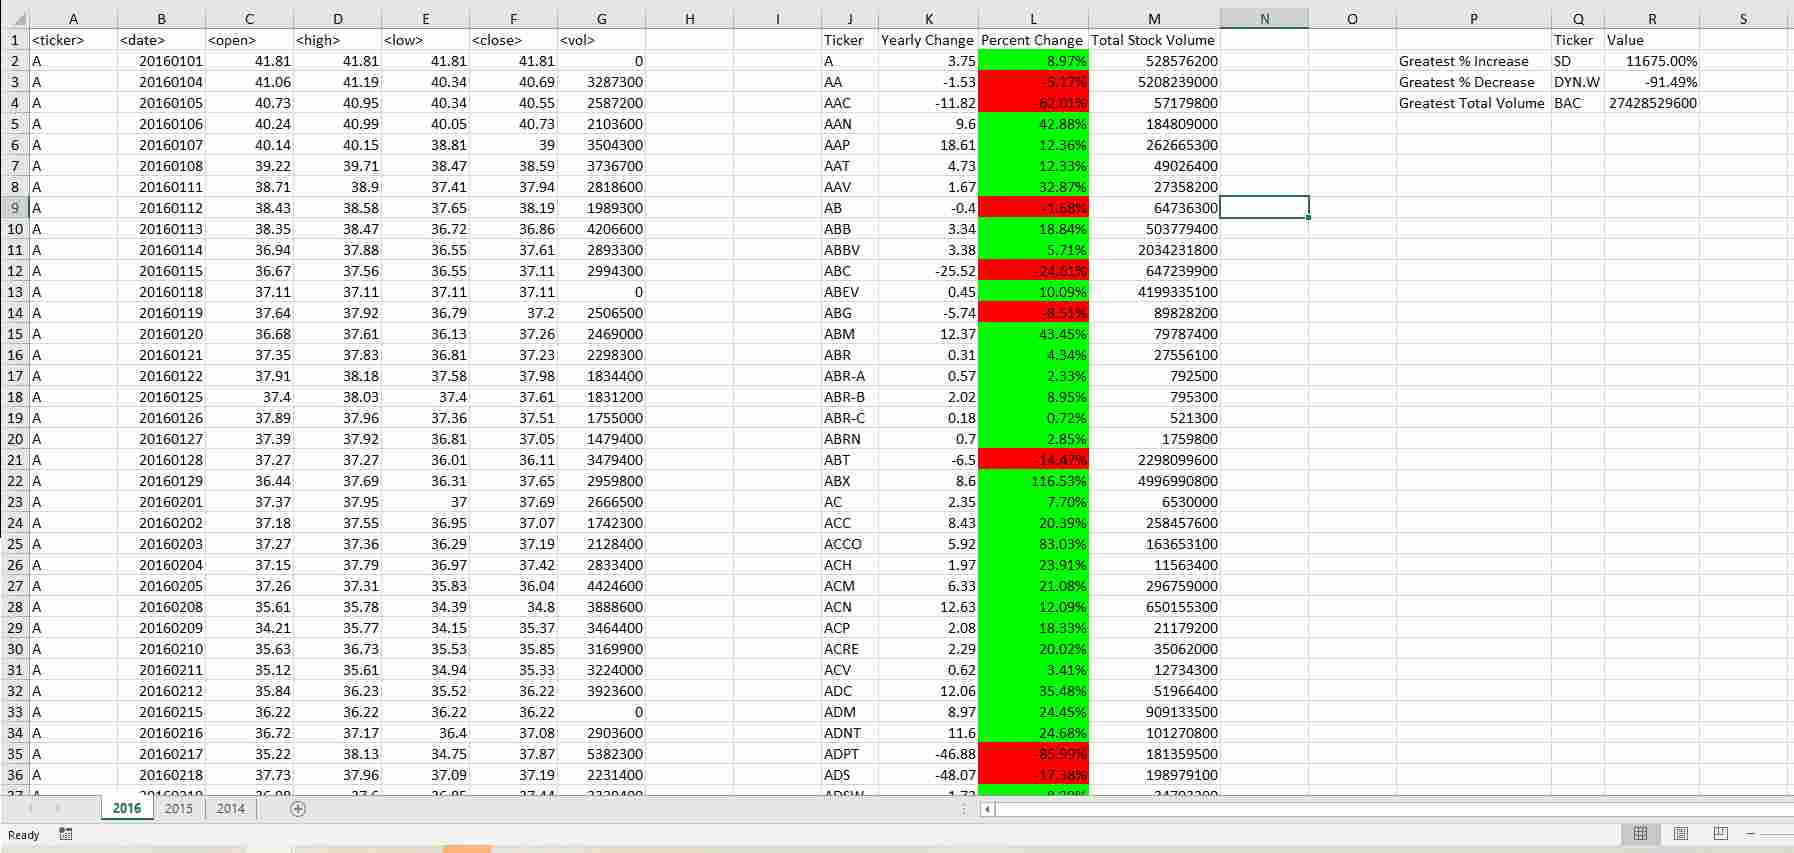 A B C D E F G H I J K L M N O P Q R S
1 <ticker> <date> <open> <high> <low> <close> <vol> Ticker Yearly Change Percent Change Total Stock Volume Ticker Value
2 A 20160101 41.81 41.81 41.81 41.81 0 A 3.75 8.97% 528576200 Greatest % Increase SD 11675.00%
3 A 20160104 41.06 41.19 40.34 40.69 3287300 AA -1.53 -5.17% 5208239000 Greatest % Decrease DYN.W -91.49%
4 A 20160105 40.73 40.95 40.34 40.55 2587200 AAC -11.82 -62.01% 57179800 Greatest Total Volume BAC 27428529600
5 A 20160106 40.24 40.99 40.05 40.73 2103600 AAN 9.6 42.88% 184809000
6 A 20160107 40.14 40.15 38.81 39 3504300 AAP 18.61 12.36% 262665300
7 A 20160108 39.22 39.71 38.47 38.59 3736700 AAT 4.73 12.33% 49026400
8 A 20160111 38.71 38.9 37.41 37.94 2818600 AAV 1.67 32.87% 27358200
9 A 20160112 38.43 38.58 37.65 38.19 1989300 AB -0.4 -1.68% 64736300
10 A 20160113 38.35 38.47 36.72 36.86 4206600 ABB 3.34 18.84% 503779400
11 A 20160114 36.94 37.88 36.55 37.61 2893300 ABBV 3.38 5.71% 2034231800
12 A 20160115 36.67 37.56 36.55 37.11 2994300 ABC -25.52 -24.61% 647239900
13 A 20160118 37.11 37.11 37.11 37.11 0 ABEV 0.45 10.09% 4199335100
14 A 20160119 37.64 37.92 36.79 37.2 2506500 ABG -5.74 -8.51% 89828200
15 A 20160120 36.68 37.61 36.13 37.26 2469000 ABM 12.37 43.45% 79787400
16 A 20160121 37.35 37.83 36.81 37.23 2298300 ABR 0.31 4.34% 27556100
17 A 20160122 37.91 38.18 37.58 37.98 1834400 ABR-A 0.57 2.33% 792500
18 A 20160125 37.4 38.03 37.4 37.61 1831200 ABR-B 2.02 8.95% 795300
19 A 20160126 37.89 37.96 37.36 37.51 1755000 ABR-C 0.18 0.72% 521300
20 A 20160127 37.39 37.92 36.81 37.05 1479400 ABRN 0.7 2.85% 1759800
21 A 20160128 37.27 37.27 36.01 36.11 3479400 ABT -6.5 -14.47% 2298099600
22 A 20160129 36.44 37.69 36.31 37.65 2959800 ABX 8.6 116.53% 4996990800
23 A 20160201 37.37 37.95 37 37.69 2666500 AC 2.35 7.70% 6530000
24 A 20160202 37.18 37.55 36.95 37.07 1742300 ACC 8.43 20.39% 258457600
25 A 20160203 37.27 37.36 36.29 37.19 2128400 ACCO 5.92 83.03% 163653100
26 A 20160204 37.15 37.79 36.97 37.42 2833400 ACH 1.97 23.91% 11563400
27 A 20160205 37.26 37.31 35.83 36.04 4424600 ACM 6.33 21.08% 296759000
28 A 20160208 35.61 35.78 34.39 34.8 3888600 ACN 12.63 12.09% 650155300
29 A 20160209 34.21 35.77 34.15 35.37 3464400 ACP 2.08 18.33% 21179200
30 A 20160210 35.63 36.73 35.53 35.85 3169900 ACRE 2.29 20.02% 35062000
31 A 20160211 35.12 35.61 34.94 35.33 3224000 ACV 0.62 3.41% 12734300
32 A 20160212 35.84 36.23 35.52 36.22 3923600 ADC 12.06 35.48% 51966400
33 A 20160215 36.22 36.22 36.22 36.22 0 ADM 8.97 24.45% 909133500
34 A 20160216 36.72 37.17 36.4 37.08 2903600 ADNT 11.6 24.68% 101270800
35 A 20160217 35.22 38.13 34.75 37.87 5382300 ADPT -46.88 -85.99% 181359500
36 A 20160218 37.73 37.96 37.09 37.19 2231400 ADS -48.07 -17.38% 198979100
2016 2015 2014
Ready